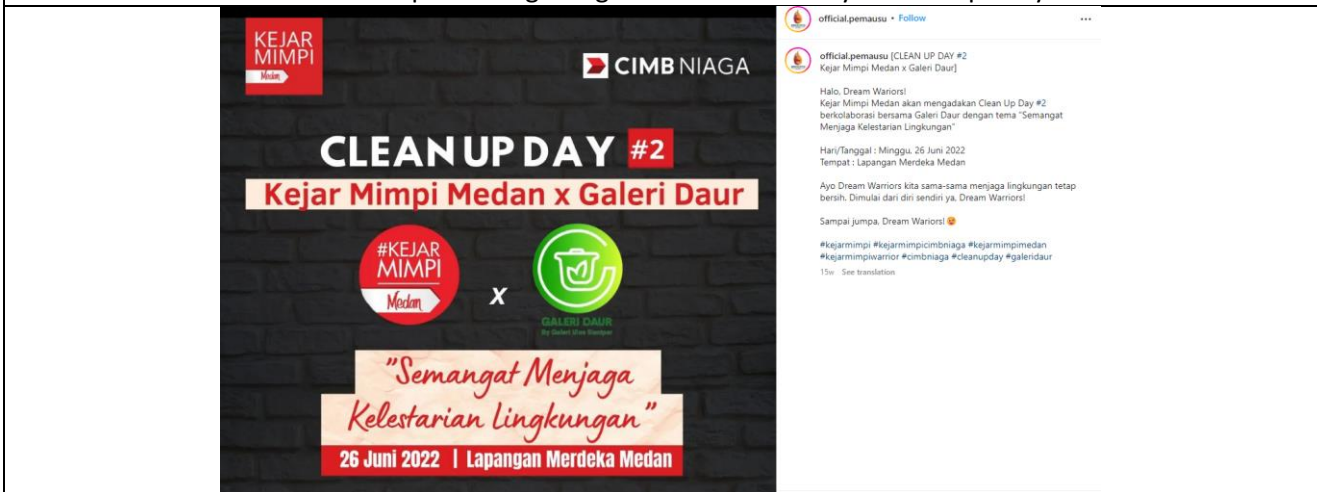 KEJAR
MIMPI
Medan
CIMB NIAGA
CLEAN UP DAY #2
Kejar Mimpi Medan x Galeri Daur
#KEJAR
MIMPI
Medan
x
GALERI DAUR
"Semangat Menjaga
Kelestarian Lingkungan"
26 Juni 2022 | Lapangan Merdeka Medan
official.pemausu • Follow
official.pemausu [CLEAN UP DAY #2
Kejar Mimpi Medan x Galeri Daur]
Halo, Dream Wariors!
Kejar Mimpi Medan akan mengadakan Clean Up Day #2
berkolaborasi bersama Galeri Daur dengan tema "Semangat
Menjaga Kelestarian Lingkungan"
Hari/Tanggal : Minggu, 26 Juni 2022
Tempat : Lapangan Merdeka Medan
Ayo Dream Warriors kita sama-sama menjaga lingkungan tetap
bersih. Dimulai dari diri sendiri ya, Dream Warriors!
Sampai jumpa, Dream Wariors!
#kejarmimpi #kejarmimpicimbniaga #kejarmimpimedan
#kejarmimpiwarrior #cimbniaga #cleanupday #galeridaur
15w See translation